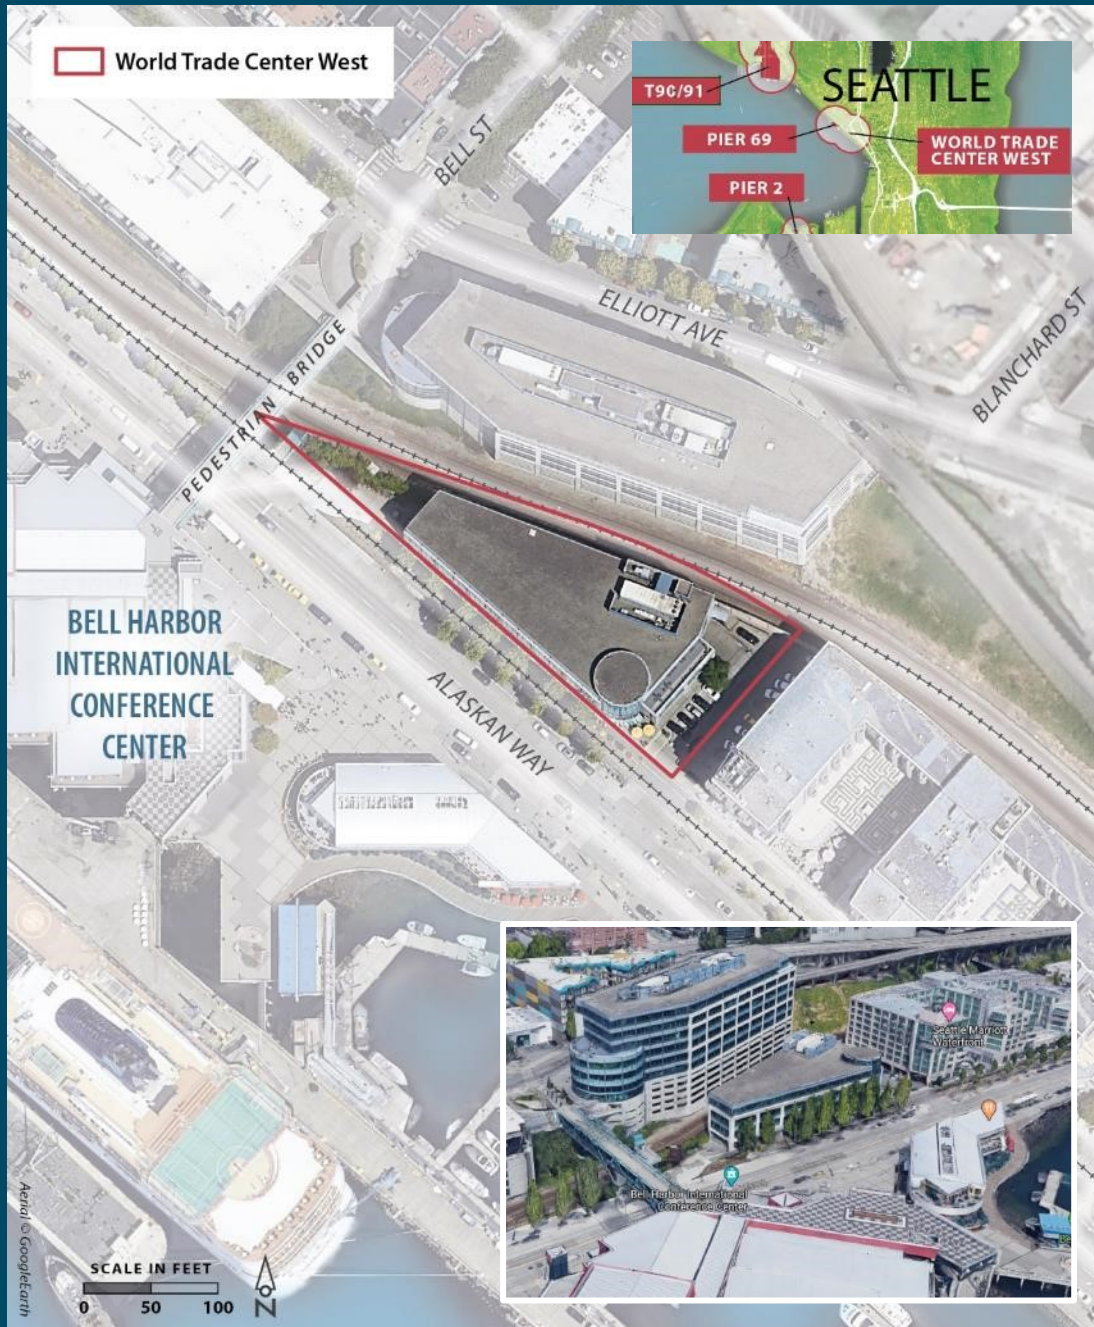 World Trade Center West
SEATTLE
T90/91
PIER 69
WORLD TRADE
CENTER WEST
PIER 2
BELL ST
ELLIOTT AVE
BLANCHARD ST
PEDESTRIAN BRIDGE
BELL HARBOR
INTERNATIONAL
CONFERENCE
CENTER
ALASKAN WAY
Seattle Marriott
Waterfront
Bell Harbor International
Conference Center
Aerial © GoogleEarth
SCALE IN FEET
0 50 100
N